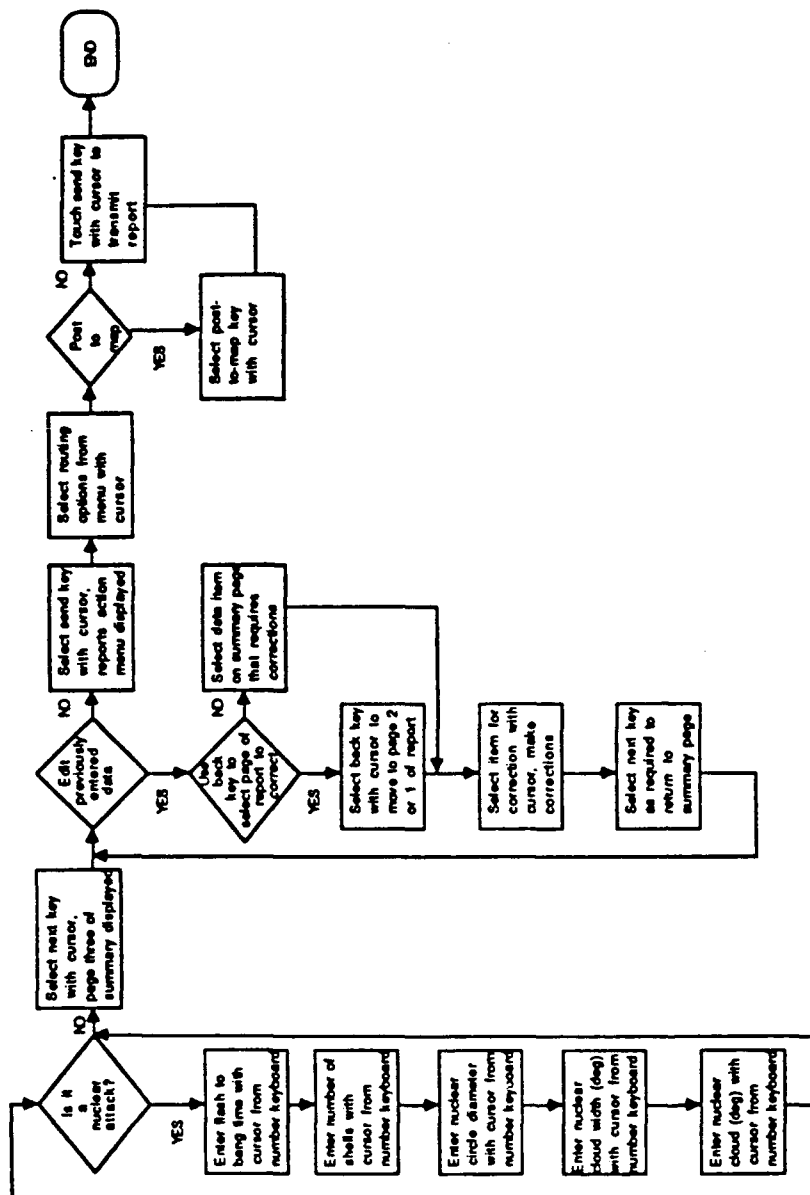 Is it
a
nuclear
attack?
NO
YES
Enter flash to
bang time with
cursor from
number keyboard
Enter number of
shells with
cursor from
number keyboard
Enter nuclear
circle diameter
with cursor from
number keyboard
Enter nuclear
cloud width (deg)
with cursor from
number keyboard
Enter nuclear
cloud (deg) with
cursor from
number keyboard
Select next key
with cursor,
page three of
summary displayed
Edit
previously
entered
data
NO
YES
Use
back
key to
select page of
report to
correct
NO
YES
Select data item
on summary page
that requires
corrections
Select back key
with cursor to
move to page 2
or 1 of report
Select item for
correction with
cursor, make
corrections
Select next key
as required to
return to
summary page
Select send key
with cursor,
reports action
menu displayed
Select routing
options from
menu with
cursor
Post
to
map
NO
YES
Select post-
to-map key
with cursor
Touch send key
with cursor to
transmit
report
END